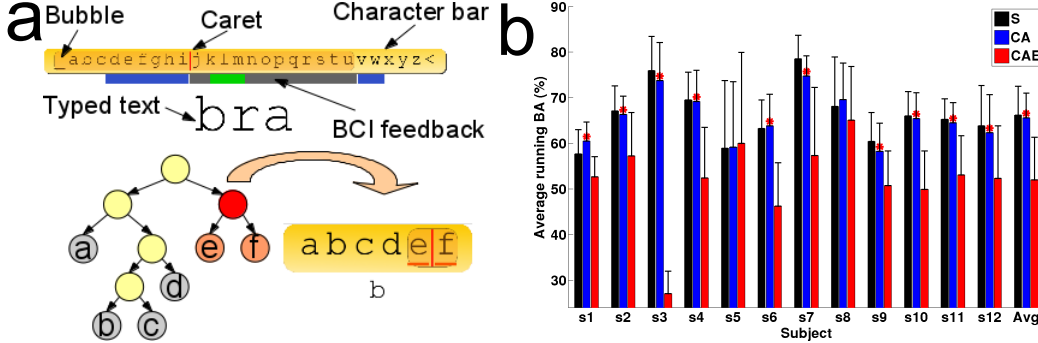 a
Bubble
Caret
Character bar
_abcdefghijklmnopqrstuvwxyz<
Typed text
bra
BCI feedback
a
b
c
d
e
f
abcdef
b
b
Average running BA (%)
90
80
70
60
50
40
30
S
CA
CAE
s1 s2 s3 s4 s5 s6 s7 s8 s9 s10 s11 s12 Avg
Subject